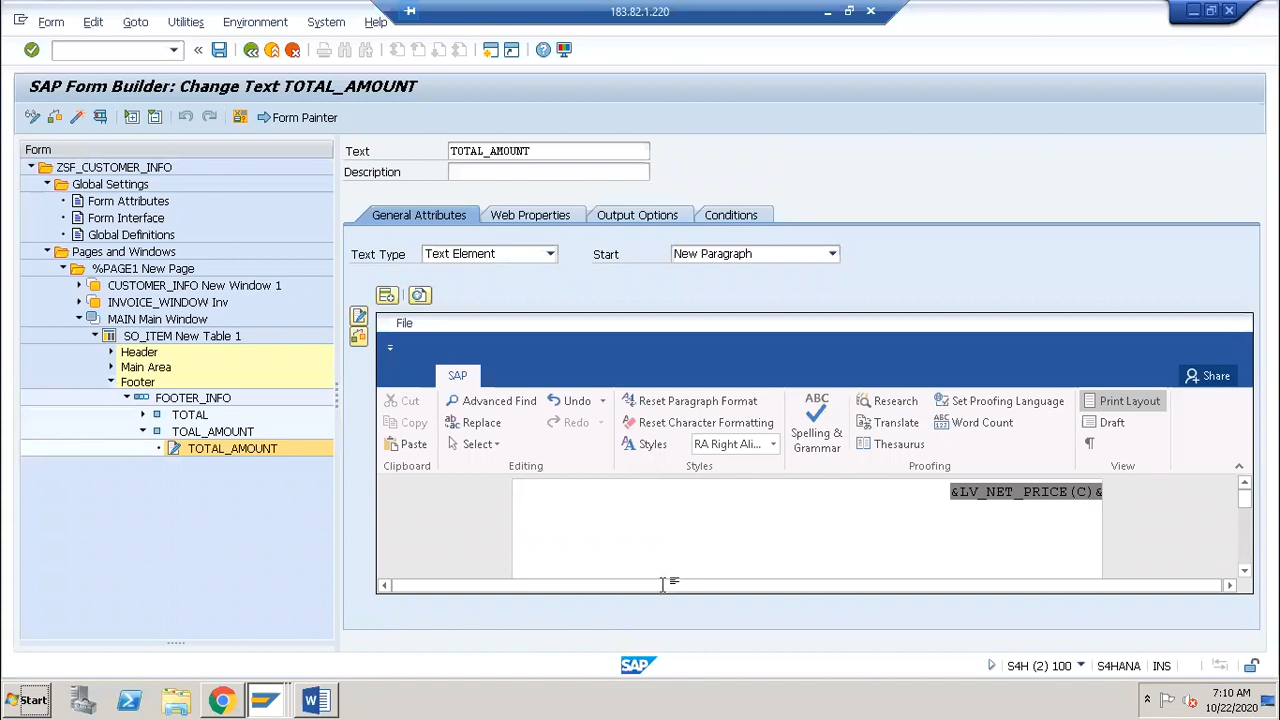 183.82.1.220
Form Edit Goto Utilities Environment System Help
SAP Form Builder: Change Text TOTAL_AMOUNT
Form Painter
Form
ZSF_CUSTOMER_INFO
Global Settings
Form Attributes
Form Interface
Global Definitions
Pages and Windows
%PAGE1 New Page
CUSTOMER_INFO New Window 1
INVOICE_WINDOW Inv
MAIN Main Window
SO_ITEM New Table 1
Header
Main Area
Footer
FOOTER_INFO
TOTAL
TOAL_AMOUNT
TOTAL_AMOUNT
Text TOTAL_AMOUNT
Description
General Attributes Web Properties Output Options Conditions
Text Type Text Element Start New Paragraph
File
SAP Share
Cut Advanced Find Undo Reset Paragraph Format ABC Research Set Proofing Language Print Layout
Copy Replace Redo Reset Character Formatting Translate ABC 123 Word Count Draft
Paste Select Styles RA Right Ali... Spelling & Grammar Thesaurus
Clipboard Editing Styles Proofing View
&LV_NET_PRICE(C)&
SAP S4H (2) 100 S4HANA INS
Start 7:10 AM
10/22/2020